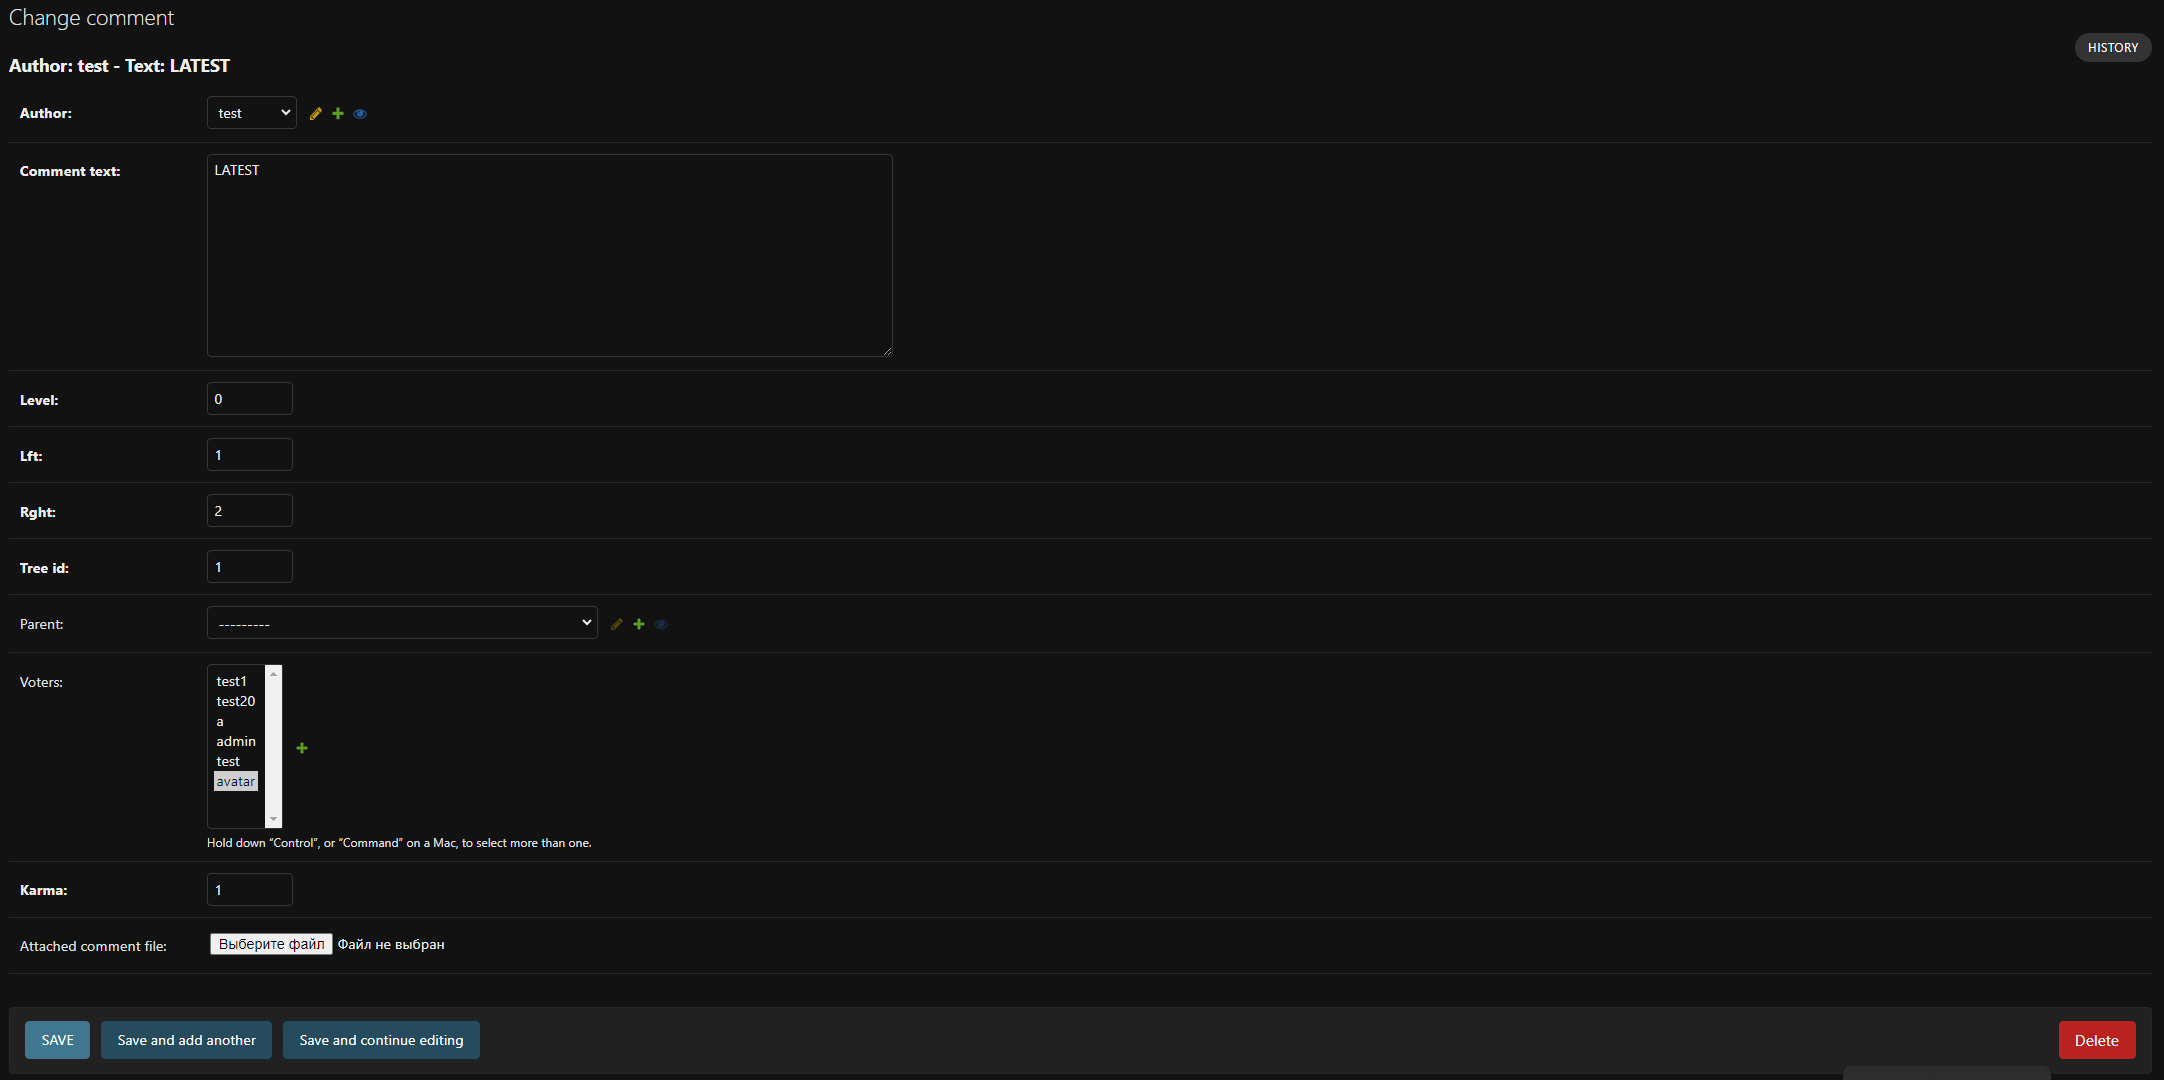 Change comment
HISTORY
Author: test - Text: LATEST
Author: test
Comment text: LATEST
Level: 0
Lft: 1
Rght: 2
Tree id: 1
Parent: ---------
Voters:
test1
test20
a
admin
test
avatar
Hold down “Control”, or “Command” on a Mac, to select more than one.
Karma: 1
Attached comment file: Выберите файл Файл не выбран
SAVE Save and add another Save and continue editing Delete